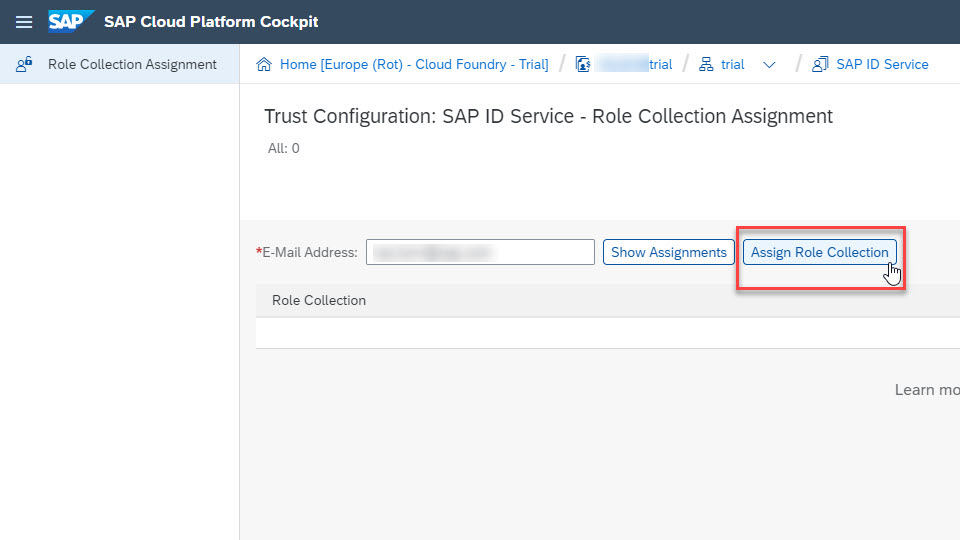 SAP SAP Cloud Platform Cockpit
Role Collection Assignment
Home [Europe (Rot) - Cloud Foundry - Trial] / trial / trial / SAP ID Service
Trust Configuration: SAP ID Service - Role Collection Assignment
All: 0
*E-Mail Address: Show Assignments Assign Role Collection
Role Collection
Learn mo